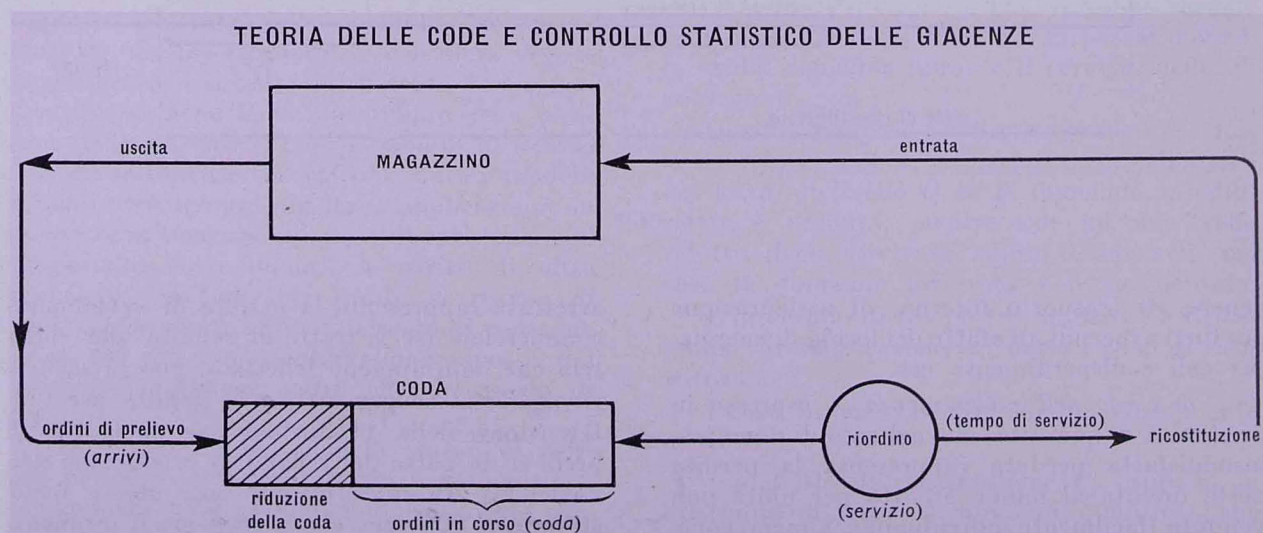 TEORIA DELLE CODE E CONTROLLO STATISTICO DELLE GIACENZE
uscita
MAGAZZINO
entrata
CODA
ordini di prelievo
(arrivi)
riordino
(tempo di servizio)
ricostituzione
riduzione
della coda
ordini in corso (coda)
(servizio)